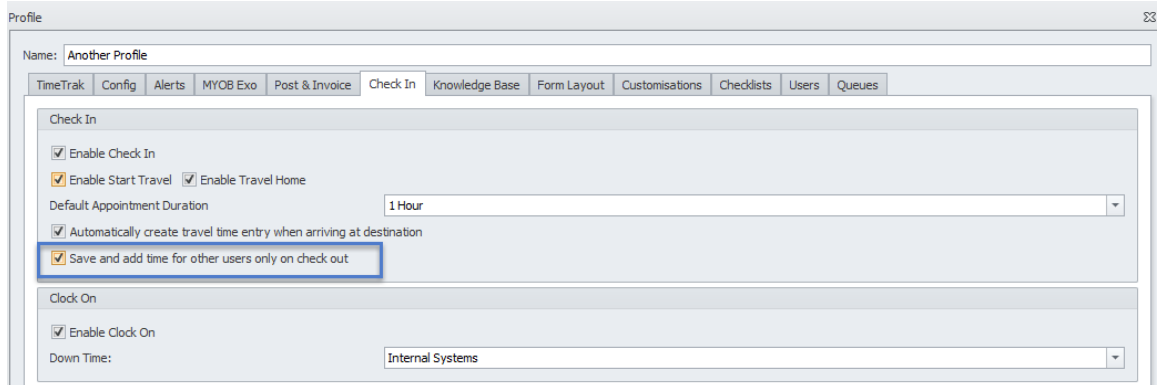 Profile
Name: Another Profile
TimeTrak Config Alerts MYOB Exo Post & Invoice Check In Knowledge Base Form Layout Customisations Checklists Users Queues
Check In
Enable Check In
Enable Start Travel Enable Travel Home
Default Appointment Duration 1 Hour
Automatically create travel time entry when arriving at destination
Save and add time for other users only on check out
Clock On
Enable Clock On
Down Time: Internal Systems